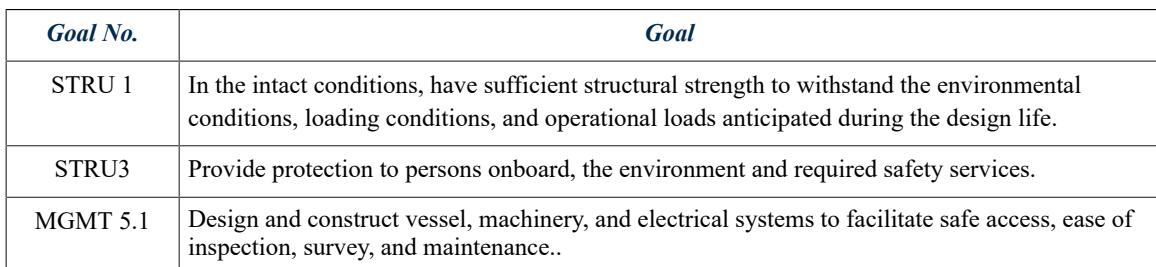 Goal No. Goal
STRU 1 In the intact conditions, have sufficient structural strength to withstand the environmental
conditions, loading conditions, and operational loads anticipated during the design life.
STRU3 Provide protection to persons onboard, the environment and required safety services.
MGMT 5.1 Design and construct vessel, machinery, and electrical systems to facilitate safe access, ease of
inspection, survey, and maintenance..